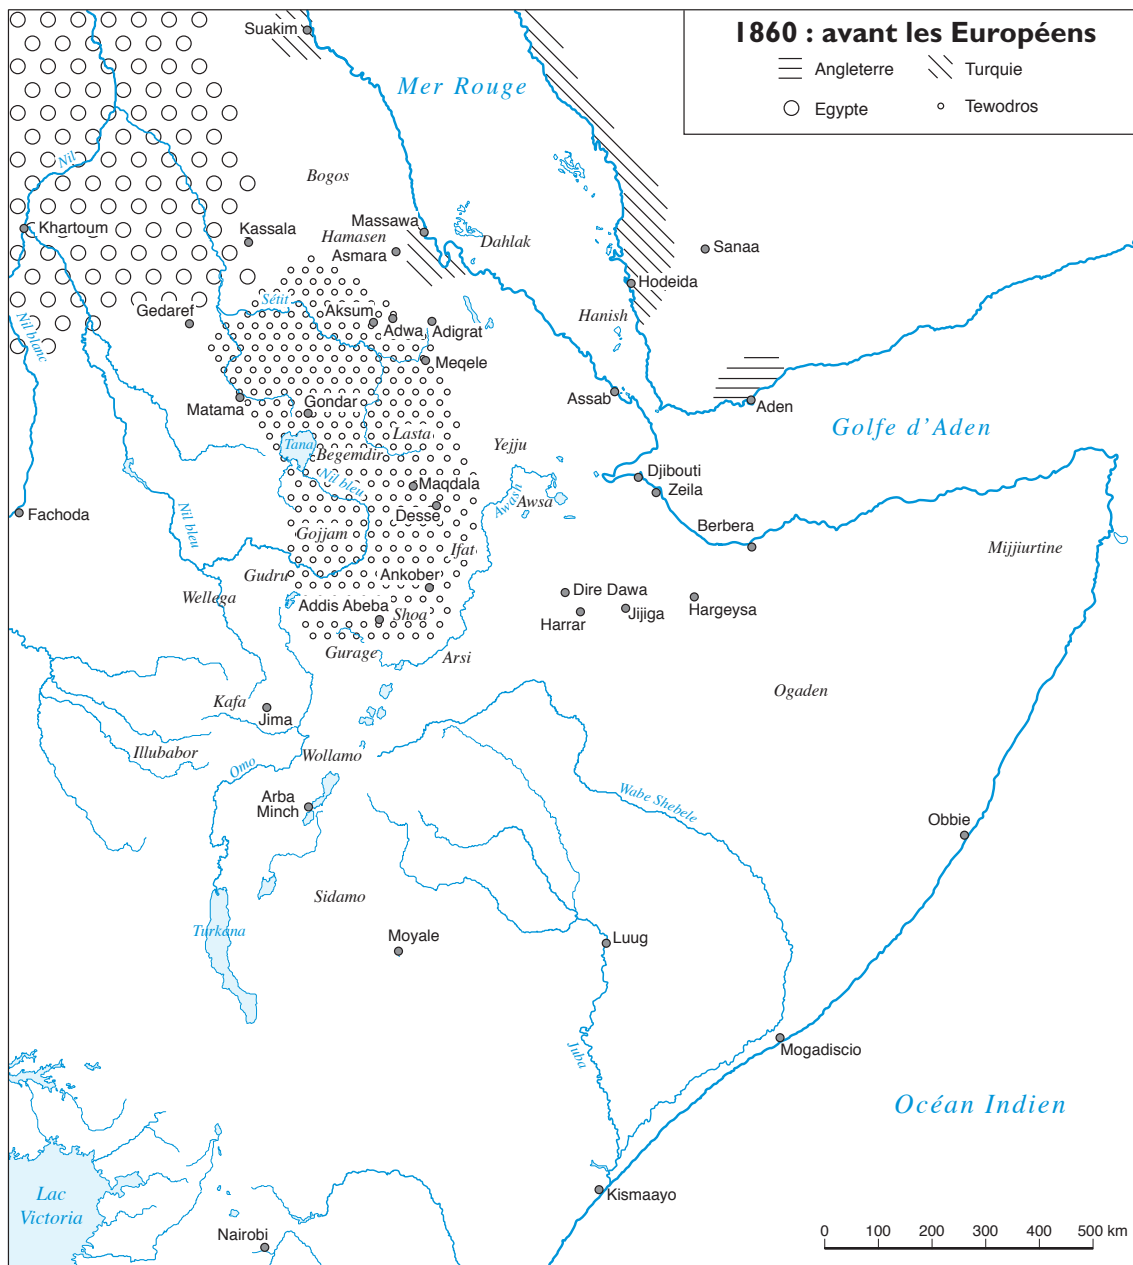 1860 : avant les Européens
Angleterre
Turquie
Egypte
Tewodros
Suakim
Mer Rouge
Nil
Bogos
Khartoum
Kassala
Massawa
Hamasen
Asmara
Dahlak
Sanaa
Hodeida
Gedaref
Sétit
Aksum
Adwa
Adigrat
Hanish
Nil blanc
Meqele
Matama
Gondar
Assab
Aden
Golfe d'Aden
Lasta
Tana
Begemdir
Yejju
Nil bleu
Maqdala
Awash
Awsa
Djibouti
Zeila
Fachoda
Nil bleu
Desse
Gojjam
Ifat
Berbera
Mijjiurtine
Gudru
Ankober
Wellega
Addis Abeba
Shoa
Dire Dawa
Harrar
Jijiga
Hargeysa
Gurage
Arsi
Ogaden
Kafa
Jima
Illubabor
Wollamo
Omo
Arba
Minch
Wabe Shebele
Obbie
Sidamo
Turkana
Moyale
Luug
Juba
Mogadiscio
Océan Indien
Lac
Victoria
Kismaayo
Nairobi
0 100 200 300 400 500 km